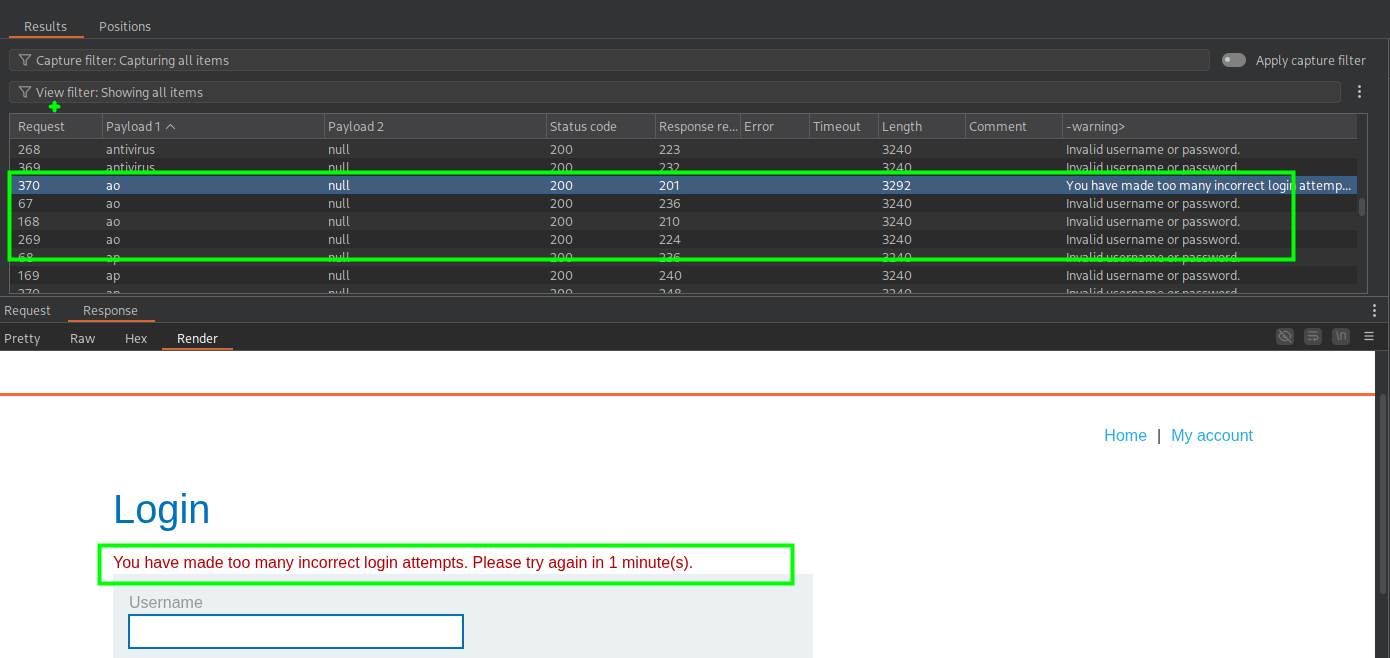 Results Positions
Capture filter: Capturing all items Apply capture filter
View filter: Showing all items
Request Payload 1 Payload 2 Status code Response re... Error Timeout Length Comment -warning>
268 antivirus null 200 223 3240 Invalid username or password.
369 antivirus null 200 232 3240 Invalid username or password.
370 ao null 200 201 3292 You have made too many incorrect login attemp...
67 ao null 200 236 3240 Invalid username or password.
168 ao null 200 210 3240 Invalid username or password.
269 ao null 200 224 3240 Invalid username or password.
68 ap null 200 236 3240 Invalid username or password.
169 ap null 200 240 3240 Invalid username or password.
270 ap null 200 248 3240 Invalid username or password.
Request Response
Pretty Raw Hex Render \n
Home | My account
Login
You have made too many incorrect login attempts. Please try again in 1 minute(s).
Username